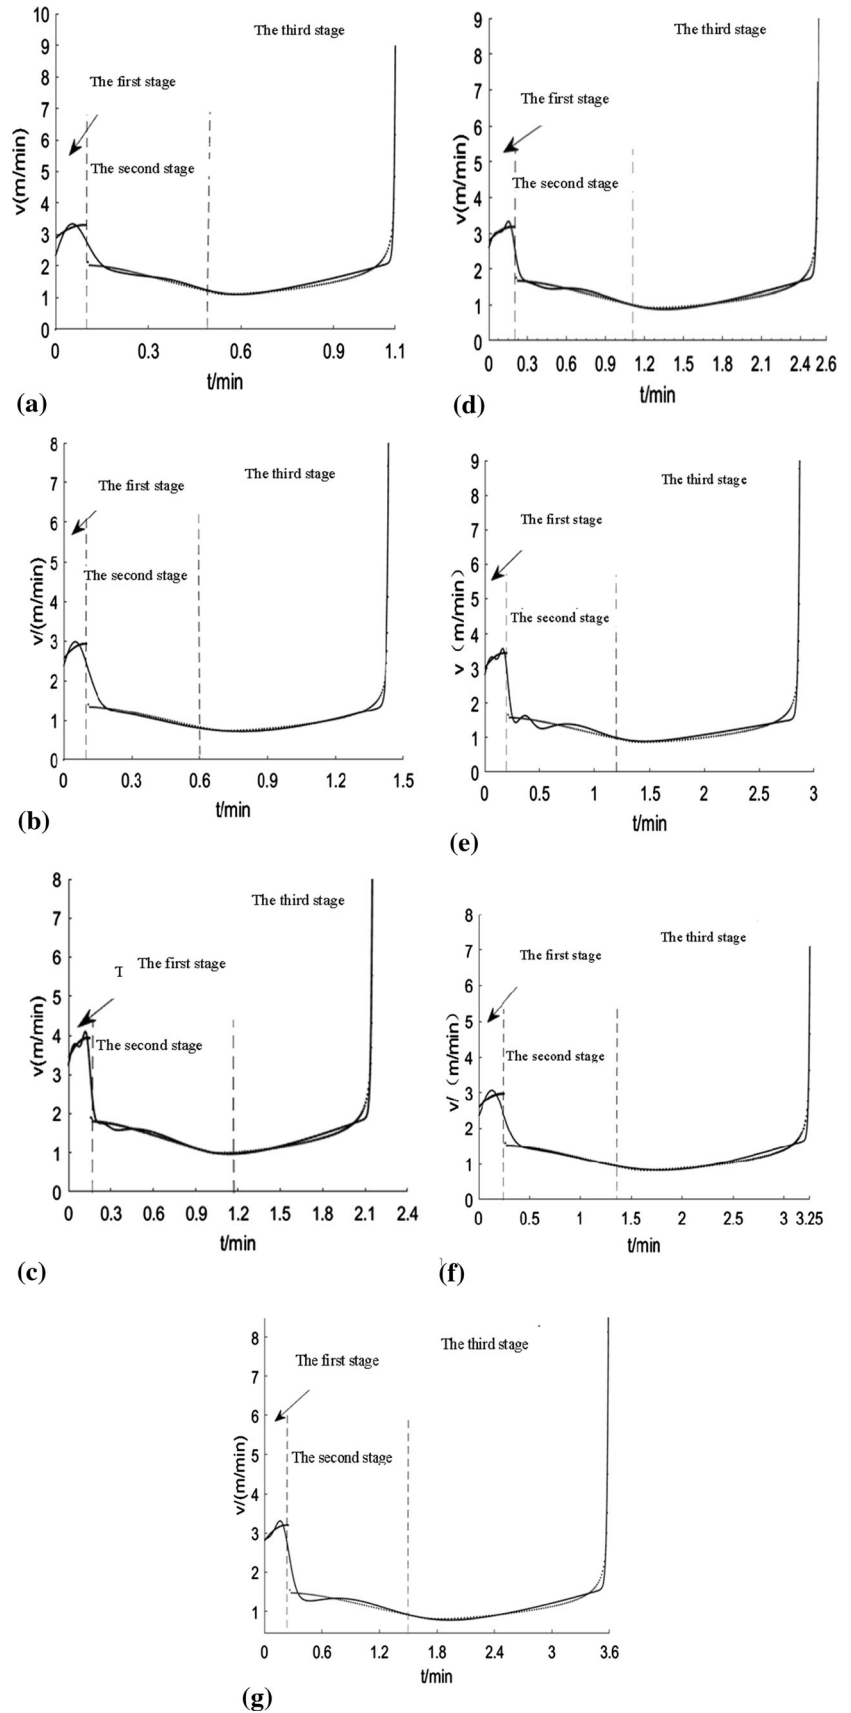 10
The third stage
9
8
The first stage
7
6
v(m/min)
5
The second stage
4
3
2
1
0
0 0.3 0.6 0.9 1.1
t/min
(a)
9
The third stage
8
7
The first stage
6
5
v(m/min)
The second stage
4
3
2
1
0
0 0.3 0.6 0.9 1.2 1.5 1.8 2.1 2.4 2.6
t/min
(d)
8
The third stage
7
The first stage
6
5
The second stage
v/(m/min)
4
3
2
1
0
0 0.3 0.6 0.9 1.2 1.5
t/min
(b)
9
The third stage
8
The first stage
7
6
5
The second stage
v（m/min）
4
3
2
1
0
0 0.5 1 1.5 2 2.5 3
t/min
(e)
8
The third stage
7
6
T The first stage
5
v(m/min)
4
The second stage
3
2
1
0
0 0.3 0.6 0.9 1.2 1.5 1.8 2.1 2.4
t/min
(c)
8
The third stage
7
The first stage
6
5
v/（m/min）
4
The second stage
3
2
1
0
0 0.5 1 1.5 2 2.5 3 3.25
t/min
(f)
8
The third stage
The first stage
7
6
5
The second stage
v/(m/min)
4
3
2
1
0 0.6 1.2 1.8 2.4 3 3.6
t/min
(g)